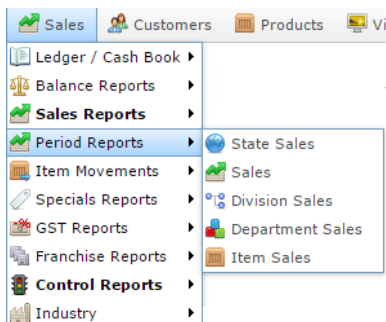 Sales Customers Products
Ledger / Cash Book
Balance Reports
Sales Reports
Period Reports
Item Movements
Specials Reports
GST Reports
Franchise Reports
Control Reports
Industry
State Sales
Sales
Division Sales
Department Sales
Item Sales